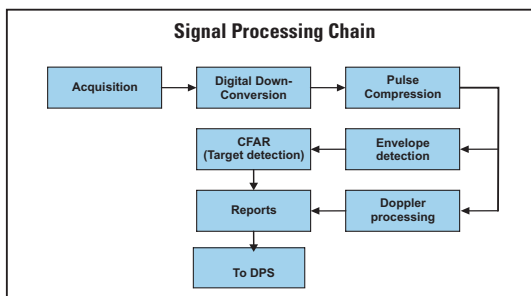 Signal Processing Chain
Acquisition
Digital Down-
Conversion
Pulse
Compression
CFAR
(Target detection)
Envelope
detection
Reports
Doppler
processing
To DPS